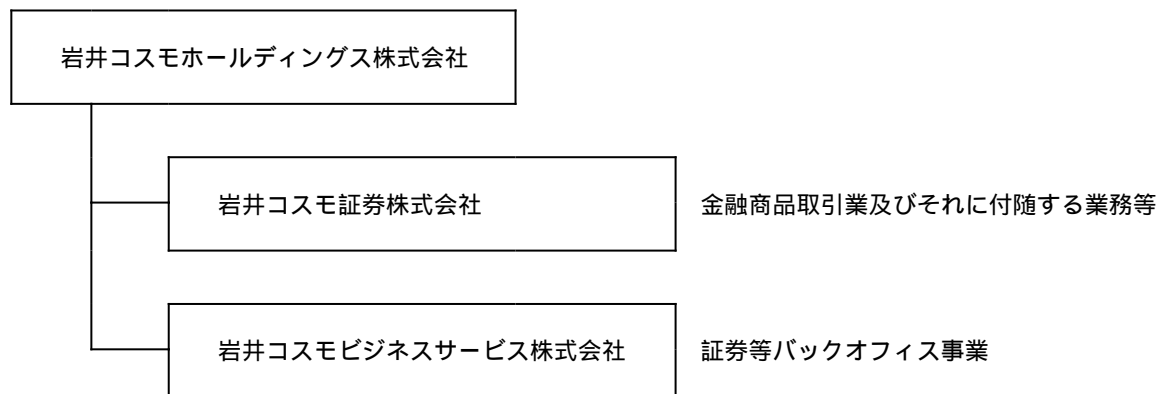 岩井コスモホールディングス株式会社
岩井コスモ証券株式会社 金融商品取引業及びそれに付随する業務等
岩井コスモビジネスサービス株式会社 証券等バックオフィス事業